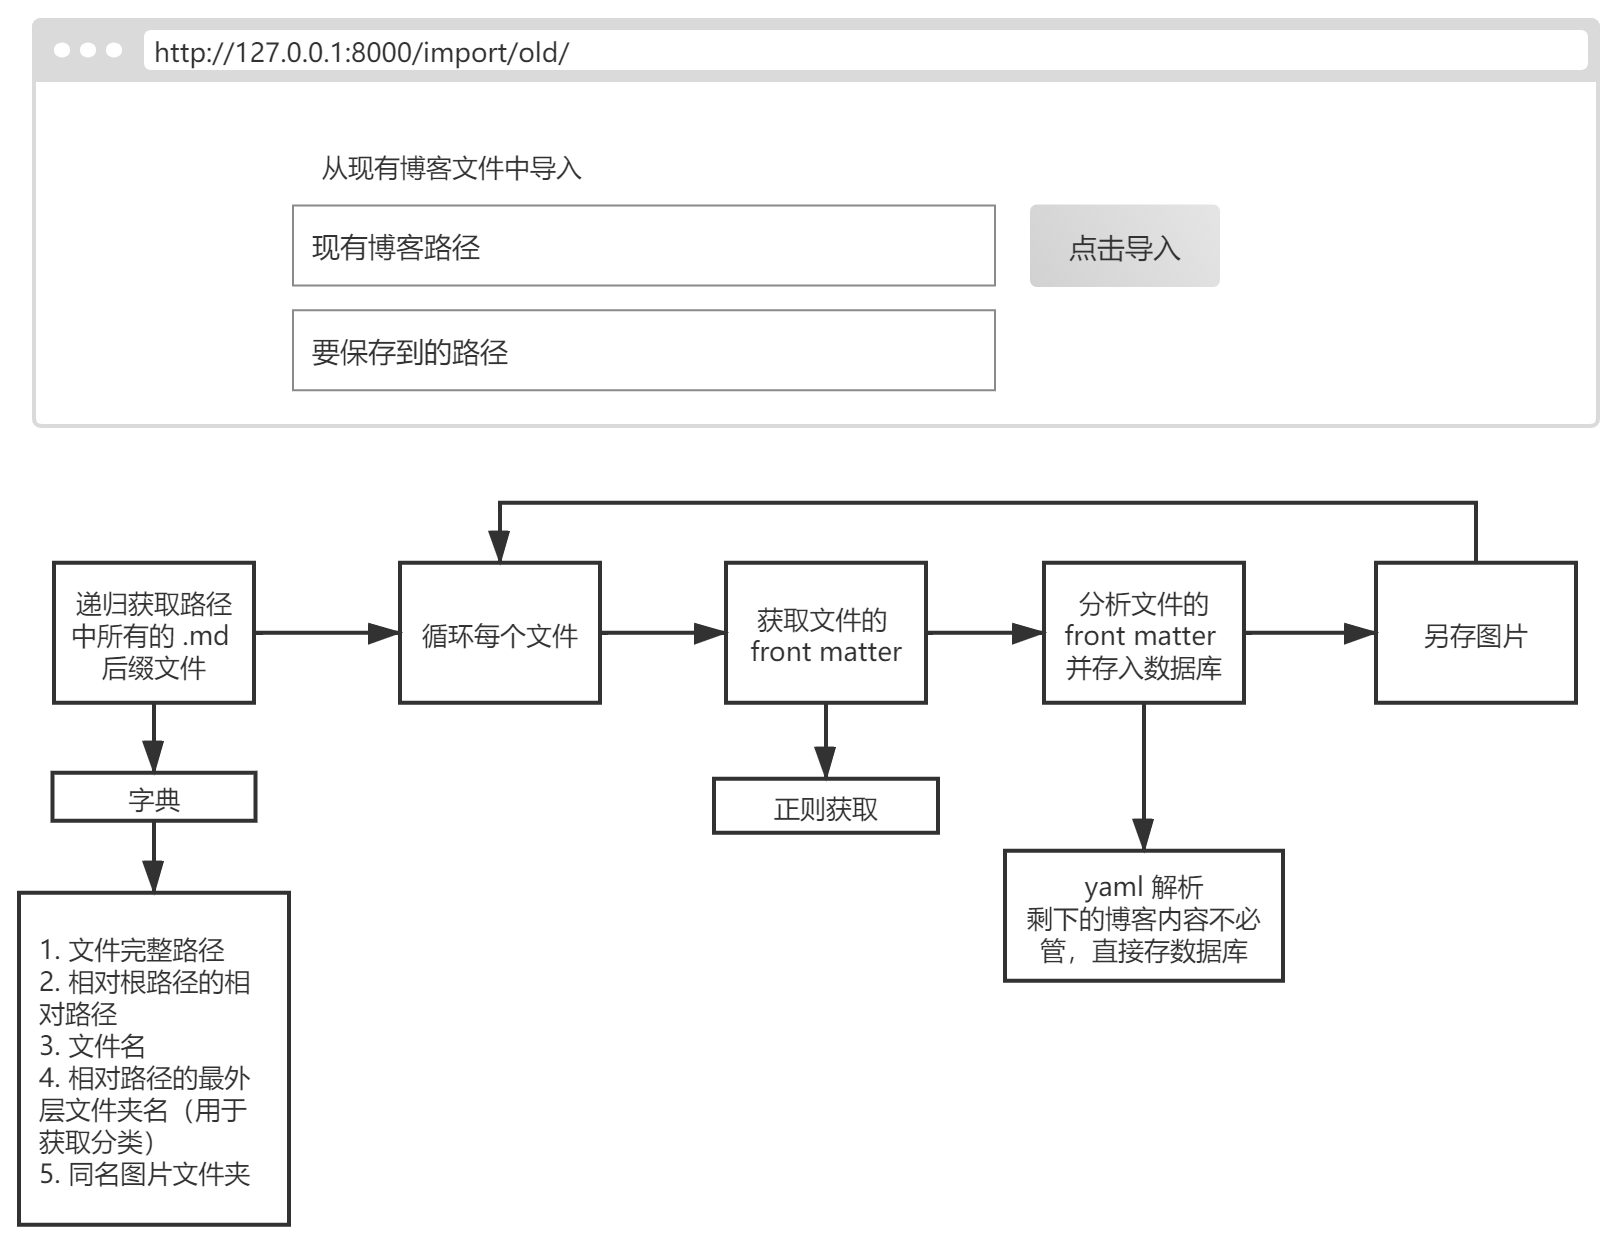 http://127.0.0.1:8000/import/old/
从现有博客文件中导入
现有博客路径
点击导入
要保存到的路径
递归获取路径
中所有的 .md
后缀文件
循环每个文件
获取文件的
front matter
分析文件的
front matter
并存入数据库
另存图片
字典
正则获取
yaml 解析
剩下的博客内容不必
管，直接存数据库
1. 文件完整路径
2. 相对根路径的相
对路径
3. 文件名
4. 相对路径的最外
层文件夹名（用于
获取分类）
5. 同名图片文件夹